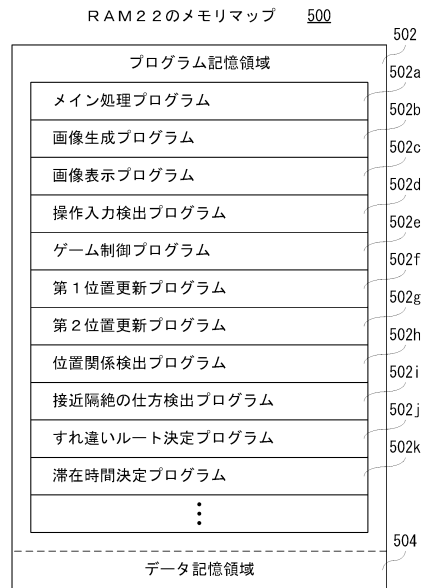 RAM22のメモリマップ 500
502
プログラム記憶領域
502a
メイン処理プログラム
502b
画像生成プログラム
502c
画像表示プログラム
502d
操作入力検出プログラム
502e
ゲーム制御プログラム
502f
第1位置更新プログラム
502g
第2位置更新プログラム
502h
位置関係検出プログラム
502i
接近隔絶の仕方検出プログラム
502j
すれ違いルート決定プログラム
502k
滞在時間決定プログラム
504
データ記憶領域